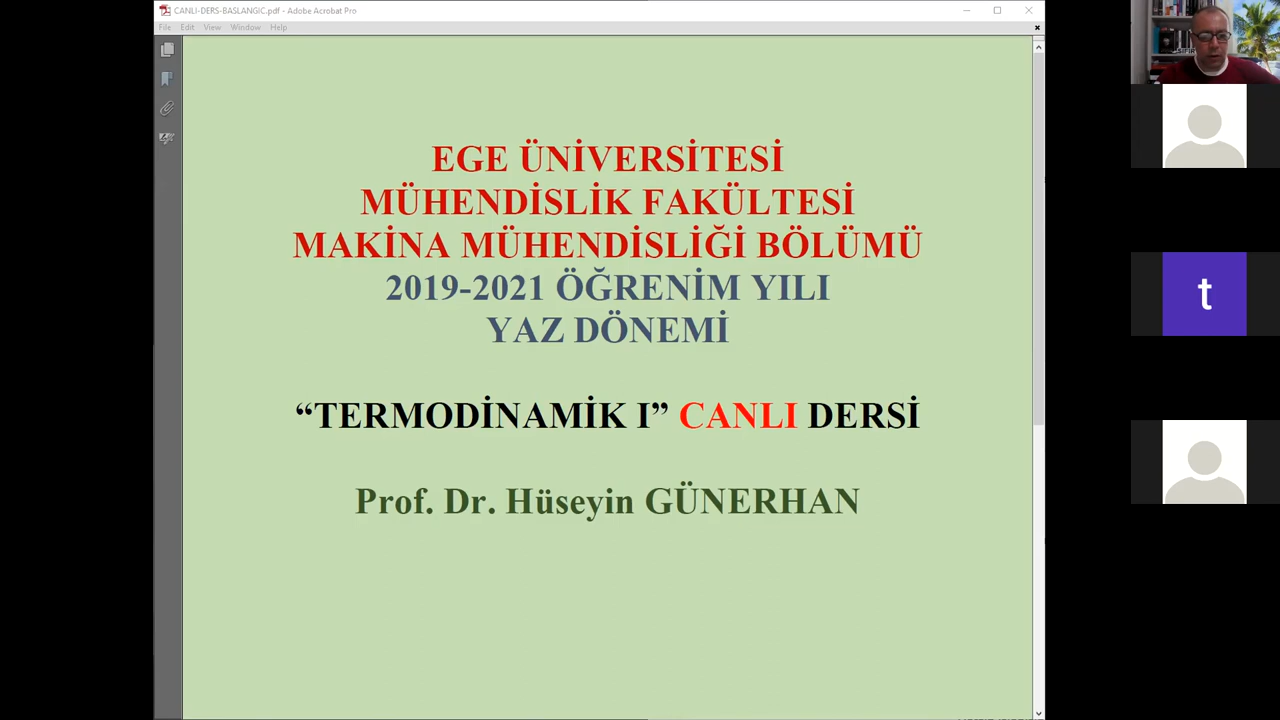 CANLI-DERS-BASLANGIC.pdf - Adobe Acrobat Pro
File Edit View Window Help
EGE ÜNİVERSİTESİ
MÜHENDİSLİK FAKÜLTESİ
MAKİNA MÜHENDİSLİĞİ BÖLÜMÜ
2019-2021 ÖĞRENİM YILI
YAZ DÖNEMİ
“TERMODİNAMİK I” CANLI DERSİ
Prof. Dr. Hüseyin GÜNERHAN
t